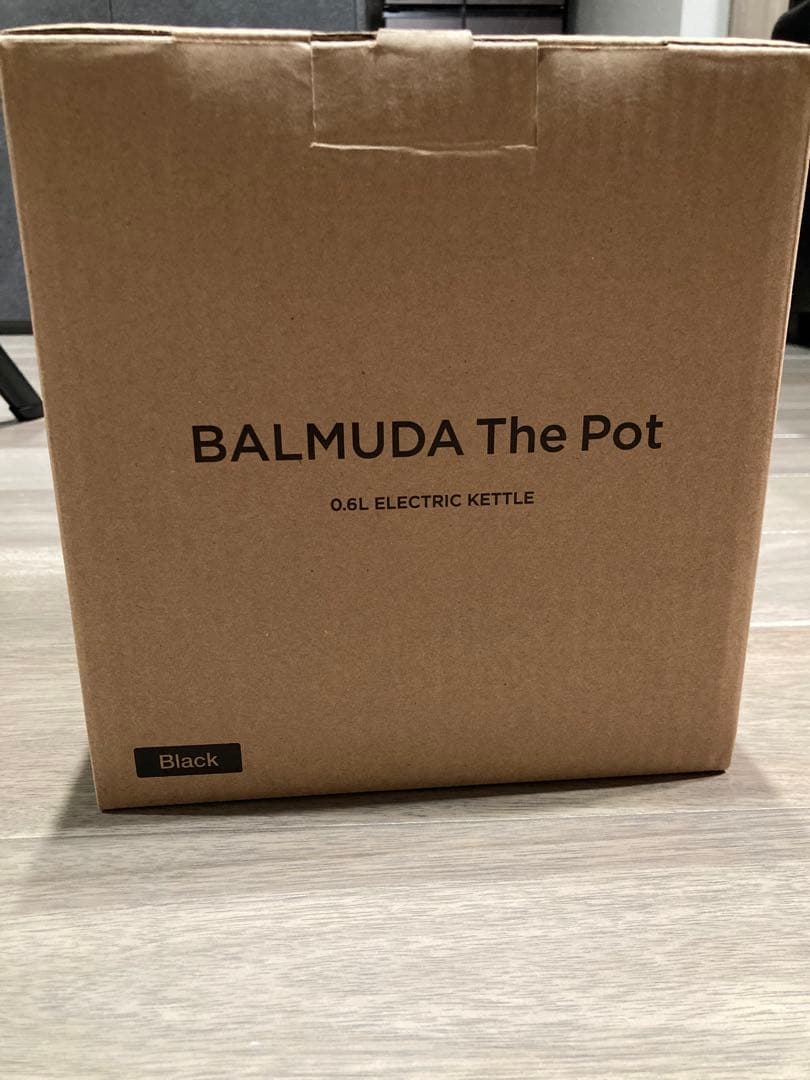 BALMUDA The Pot
0.6L ELECTRIC KETTLE
Black